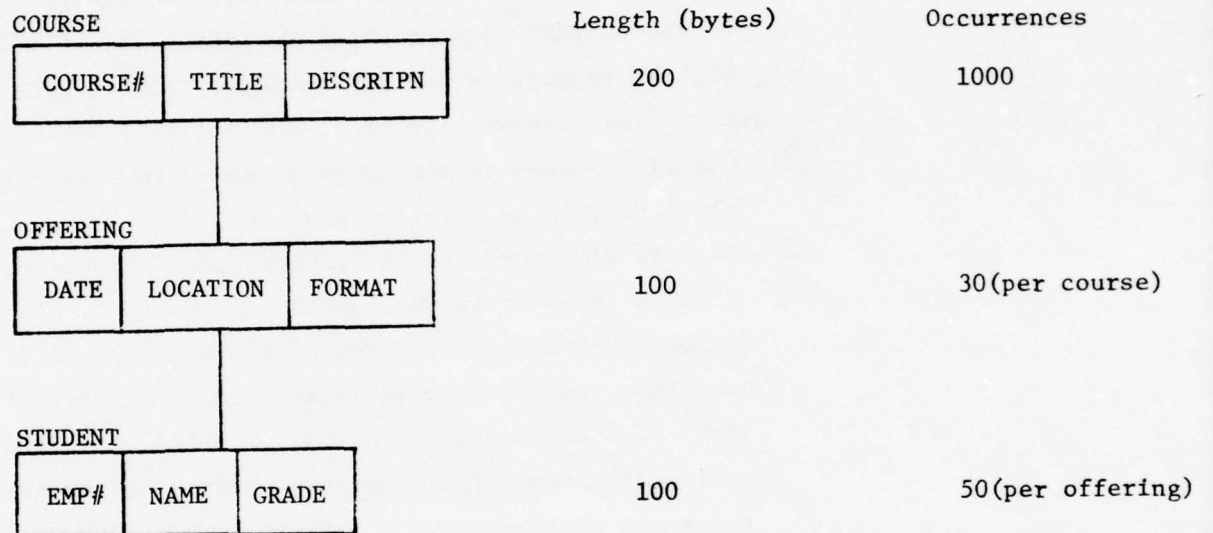 COURSE Length (bytes) Occurrences
COURSE# TITLE DESCRIPN 200 1000
OFFERING
DATE LOCATION FORMAT 100 30(per course)
STUDENT
EMP# NAME GRADE 100 50(per offering)